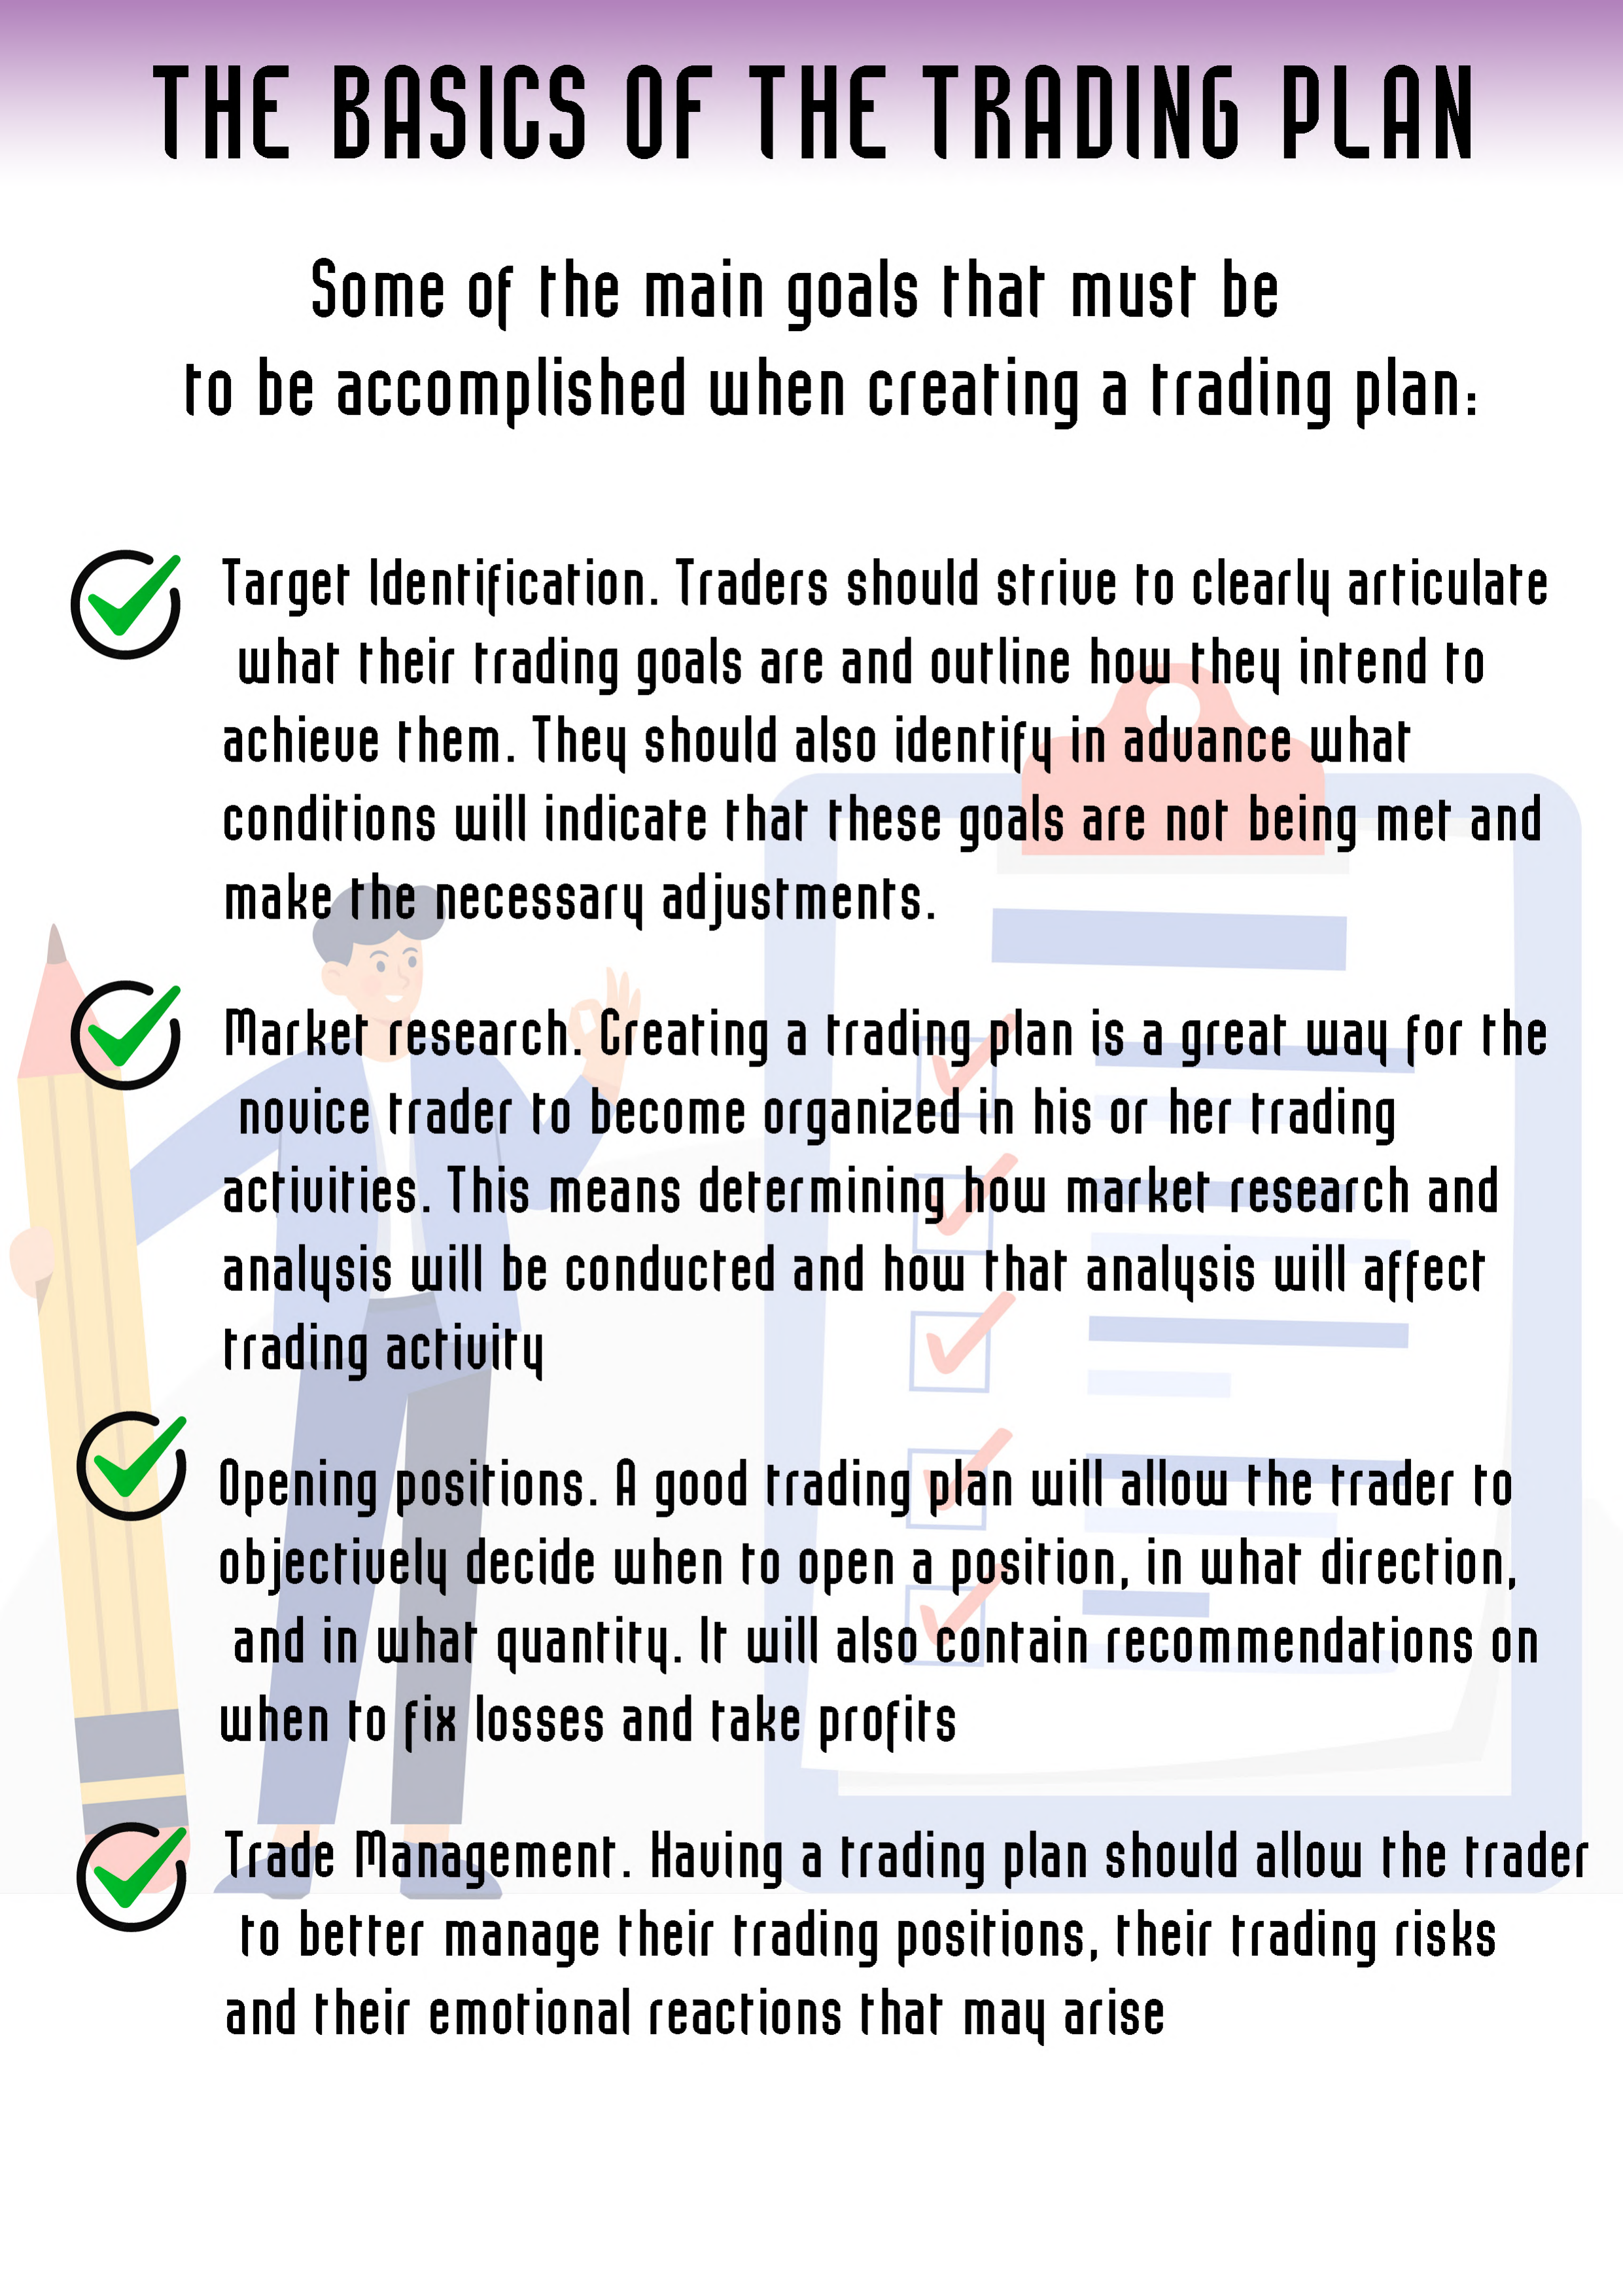 THE BASICS OF THE TRADING PLAN
Some of the main goals that must be
to be accomplished when creating a trading plan:
Target Identification. Traders should strive to clearly articulate
what their trading goals are and outline how they intend to
achieve them. They should also identify in advance what
conditions will indicate that these goals are not being met and
make the necessary adjustments.
Market research. Creating a trading plan is a great way for the
novice trader to become organized in his or her trading
activities. This means determining how market research and
analysis will be conducted and how that analysis will affect
trading activity
Opening positions. A good trading plan will allow the trader to
objectively decide when to open a position, in what direction,
and in what quantity. It will also contain recommendations on
when to fix losses and take profits
Trade Management. Having a trading plan should allow the trader
to better manage their trading positions, their trading risks
and their emotional reactions that may arise